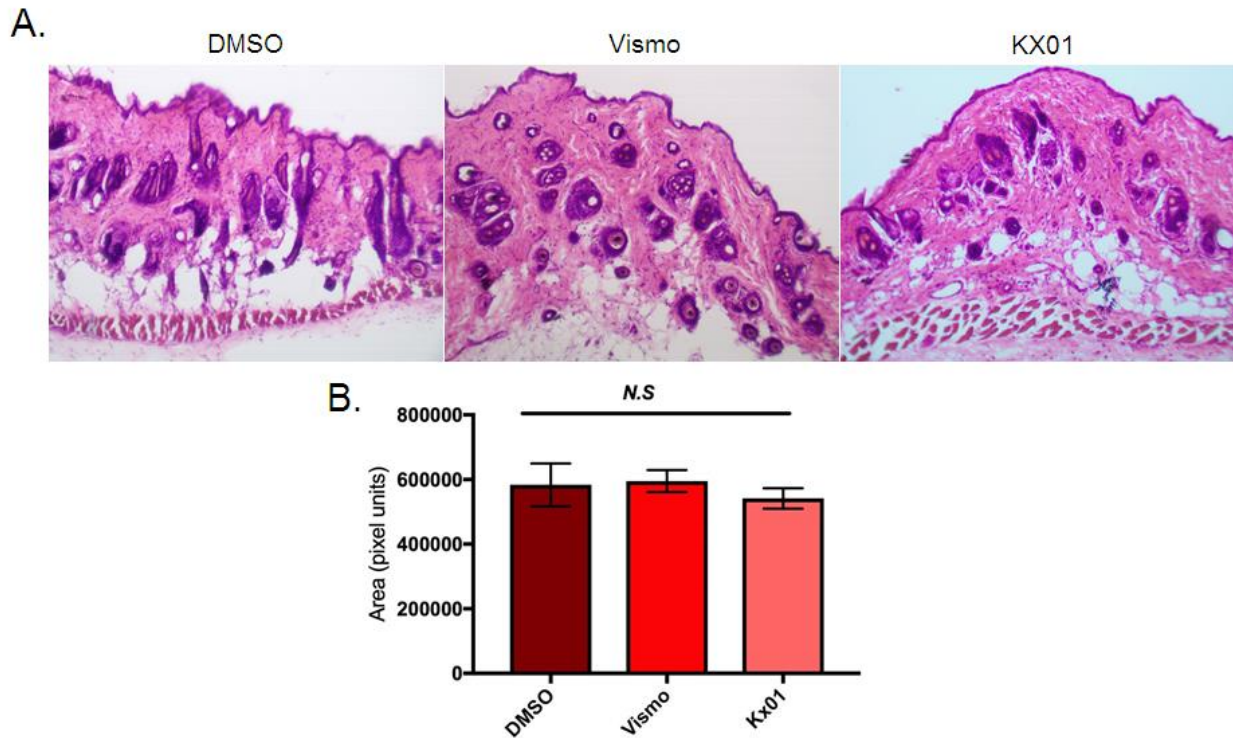 A.
DMSO
Vismo
KX01
B.
N.S
800000
600000
400000
200000
0
Area (pixel units)
DMSO
Vismo
Kx01